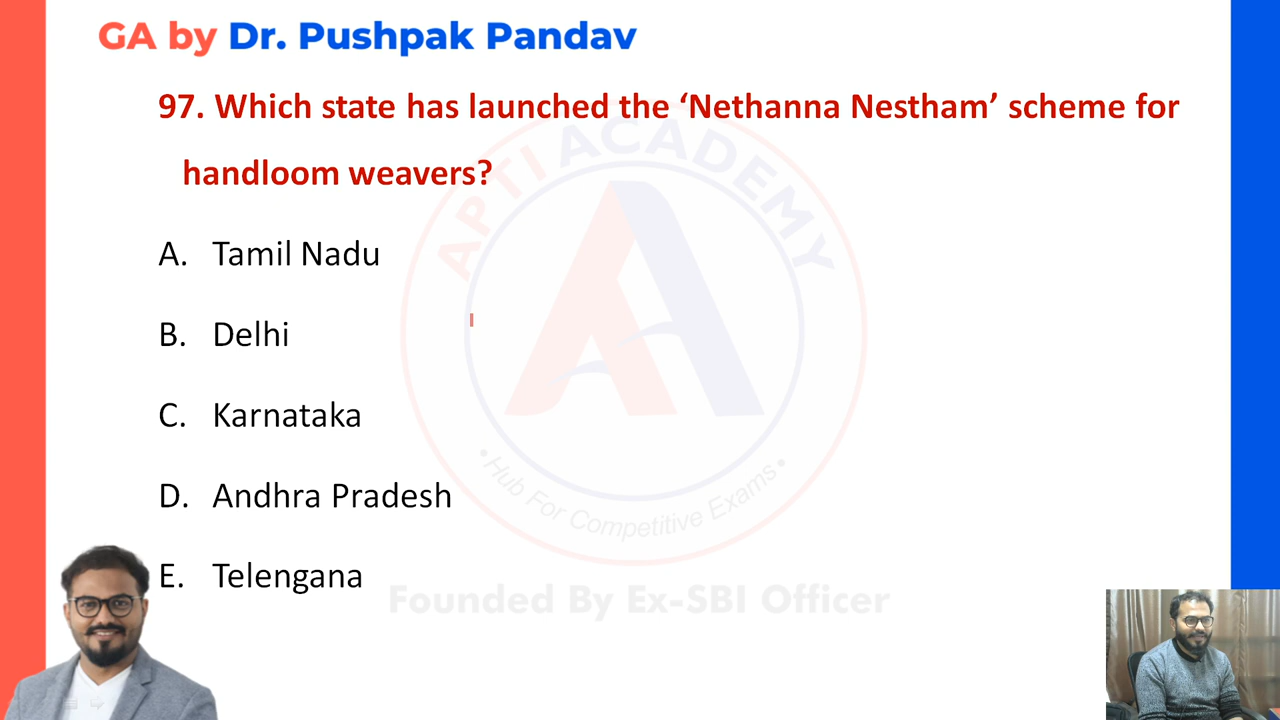 GA by Dr. Pushpak Pandav
97. Which state has launched the ‘Nethanna Nestham’ scheme for
handloom weavers?
A. Tamil Nadu
B. Delhi
C. Karnataka
D. Andhra Pradesh
E. Telengana
APTI ACADEMY
•Hub For Competitive Exams•
Founded By Ex-SBI Officer